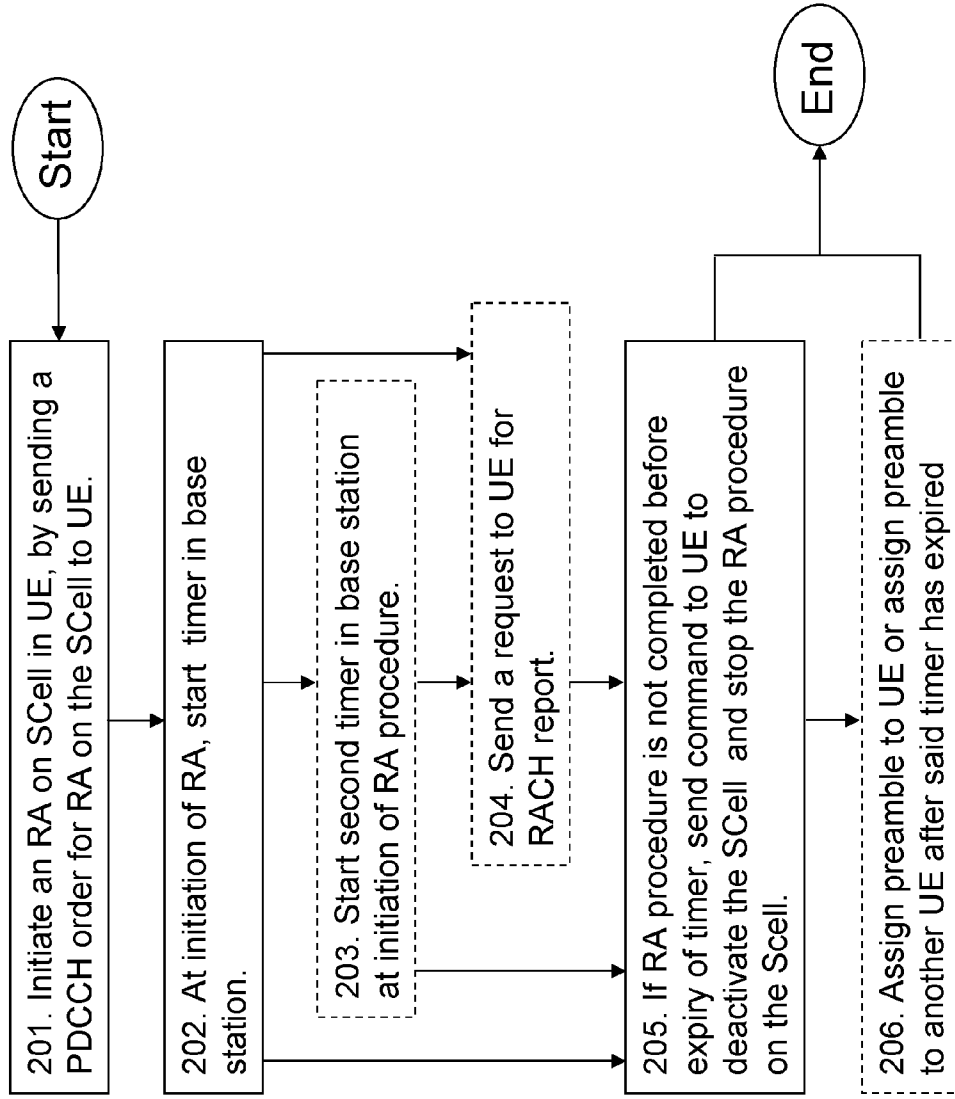 Start
201. Initiate an RA on SCell in UE, by sending a
PDCCH order for RA on the SCell to UE.
202. At initiation of RA, start timer in base
station.
203. Start second timer in base station
at initiation of RA procedure.
204. Send a request to UE for
RACH report.
205. If RA procedure is not completed before
expiry of timer, send command to UE to
deactivate the SCell and stop the RA procedure
on the Scell.
206. Assign preamble to UE or assign preamble
to another UE after said timer has expired
End